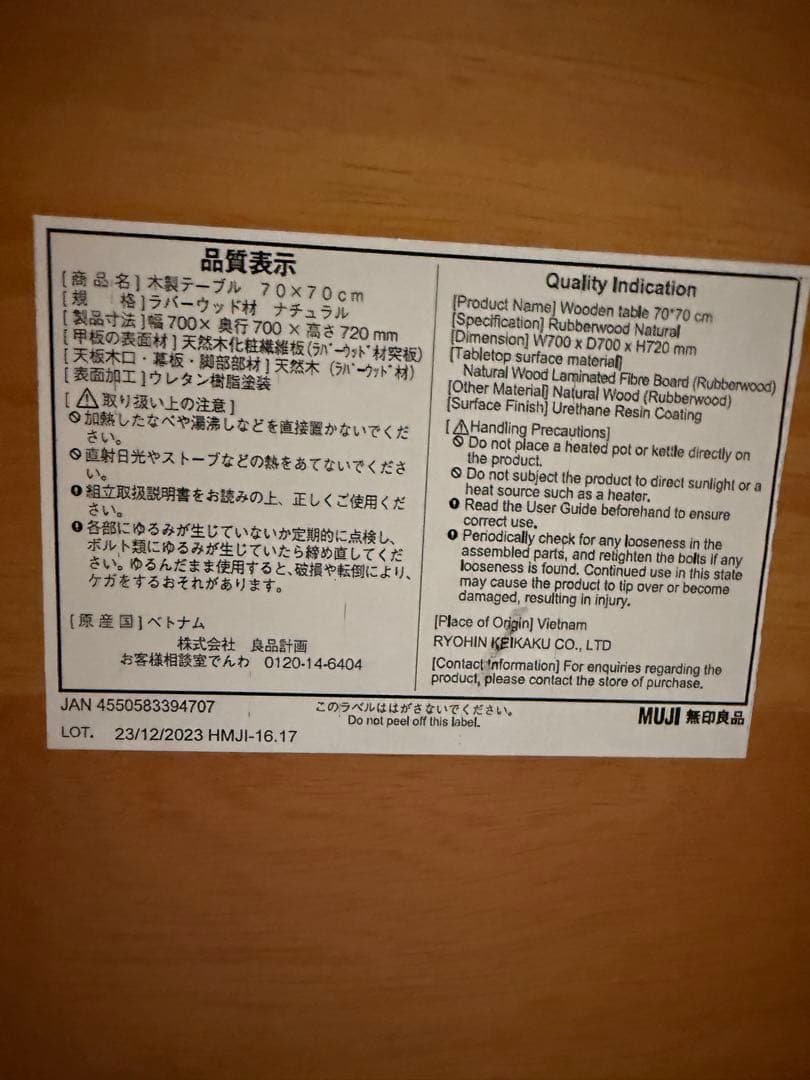 品質表示
[商品名] 木製テーブル 70×70cm
[規　格] ラバーウッド材 ナチュラル
[製品寸法] 幅700× 奥行700 × 高さ720 mm
[甲板の表面材] 天然木化粧繊維板(ラバーウッド材突板)
[天板木口・幕板・脚部部材] 天然木 (ラバーウッド材)
[表面加工] ウレタン樹脂塗装
[⚠取り扱い上の注意]
加熱したなべや湯沸しなどを直接置かないでくだ
さい。
直射日光やストーブなどの熱をあてないでくださ
い。
組立取扱説明書をお読みの上、正しくご使用くだ
さい。
各部にゆるみが生じていないか定期的に点検し、
ボルト類にゆるみが生じていたら締め直してくだ
さい。ゆるんだまま使用すると、破損や転倒により、
ケガをするおそれがあります。
[原産国] ベトナム
株式会社 良品計画
お客様相談室でんわ 0120-14-6404
Quality Indication
[Product Name] Wooden table 70*70 cm
[Specification] Rubberwood Natural
[Dimension] W700 x D700 x H720 mm
[Tabletop surface material]
Natural Wood Laminated Fibre Board (Rubberwood)
[Other Material] Natural Wood (Rubberwood)
[Surface Finish] Urethane Resin Coating
[⚠Handling Precautions]
Do not place a heated pot or kettle directly on
the product.
Do not subject the product to direct sunlight or a
heat source such as a heater.
Read the User Guide beforehand to ensure
correct use.
Periodically check for any looseness in the
assembled parts, and retighten the bolts if any
looseness is found. Continued use in this state
may cause the product to tip over or become
damaged, resulting in injury.
[Place of Origin] Vietnam
RYOHIN KEIKAKU CO., LTD
[Contact Information] For enquiries regarding the
product, please contact the store of purchase.
JAN 4550583394707
このラベルははがさないでください。
Do not peel off this label.
MUJI 無印良品
LOT. 23/12/2023 HMJI-16.17